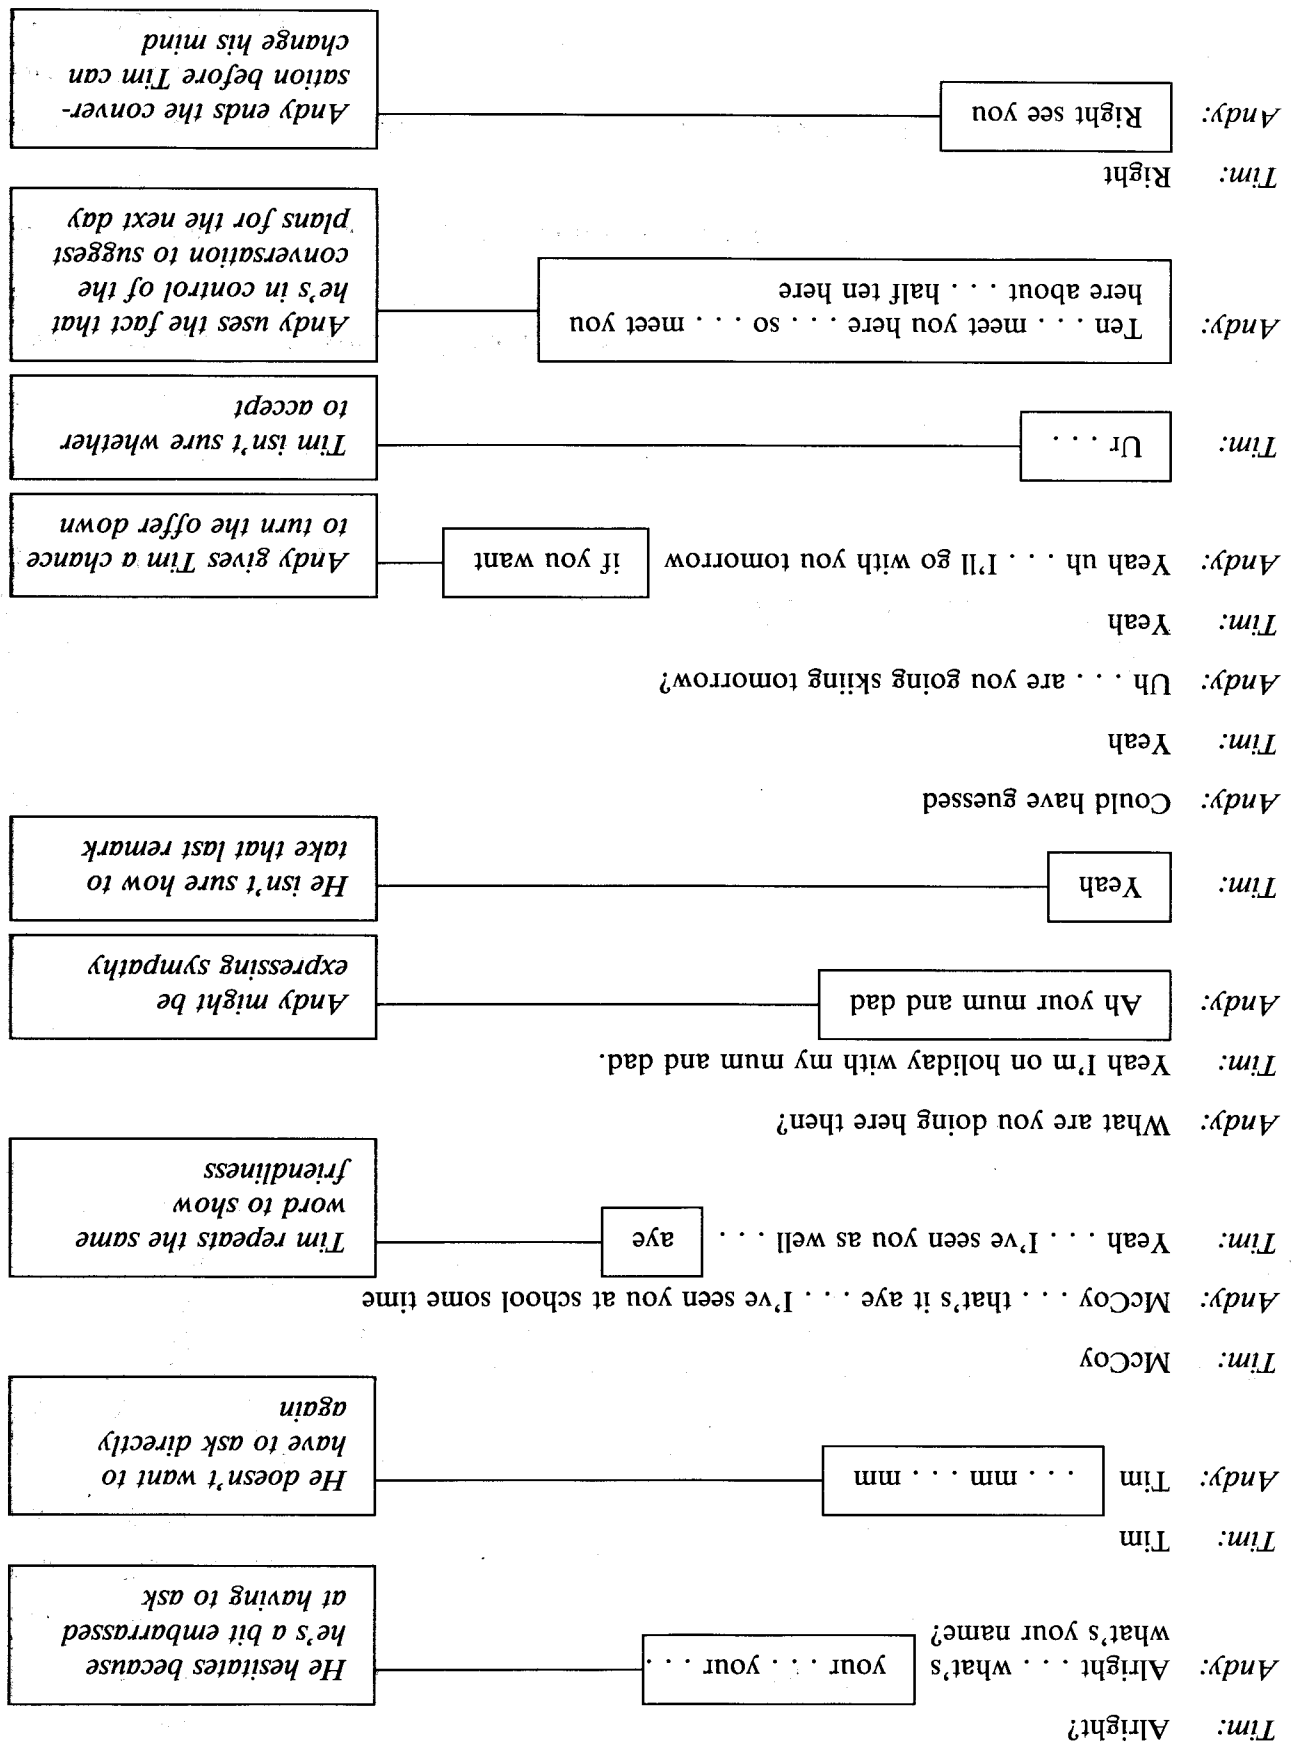 Tim: Alright?
Andy: Alright . . . what's your . . . your . . . He hesitates because
what's your name? he's a bit embarrassed
at having to ask
Tim: Tim
Andy: Tim . . . mm . . . mm He doesn't want to
have to ask directly
again
Tim: McCoy
Andy: McCoy . . . that's it aye . . . I've seen you at school some time
Tim: Yeah . . . I've seen you as well . . . aye Tim repeats the same
word to show
friendliness
Andy: What are you doing here then?
Tim: Yeah I'm on holiday with my mum and dad.
Andy: Ah your mum and dad Andy might be
expressing sympathy
Tim: Yeah He isn't sure how to
take that last remark
Andy: Could have guessed
Tim: Yeah
Andy: Uh . . . are you going skiing tomorrow?
Tim: Yeah
Andy: Yeah uh . . . I'll go with you tomorrow if you want Andy gives Tim a chance
to turn the offer down
Tim: Ur . . . Tim isn't sure whether
to accept
Andy: Ten . . . meet you here . . . so . . . meet you
here about . . . half ten here
Andy uses the fact that
he's in control of the
conversation to suggest
plans for the next day
Tim: Right
Andy: Right see you Andy ends the conver-
sation before Tim can
change his mind